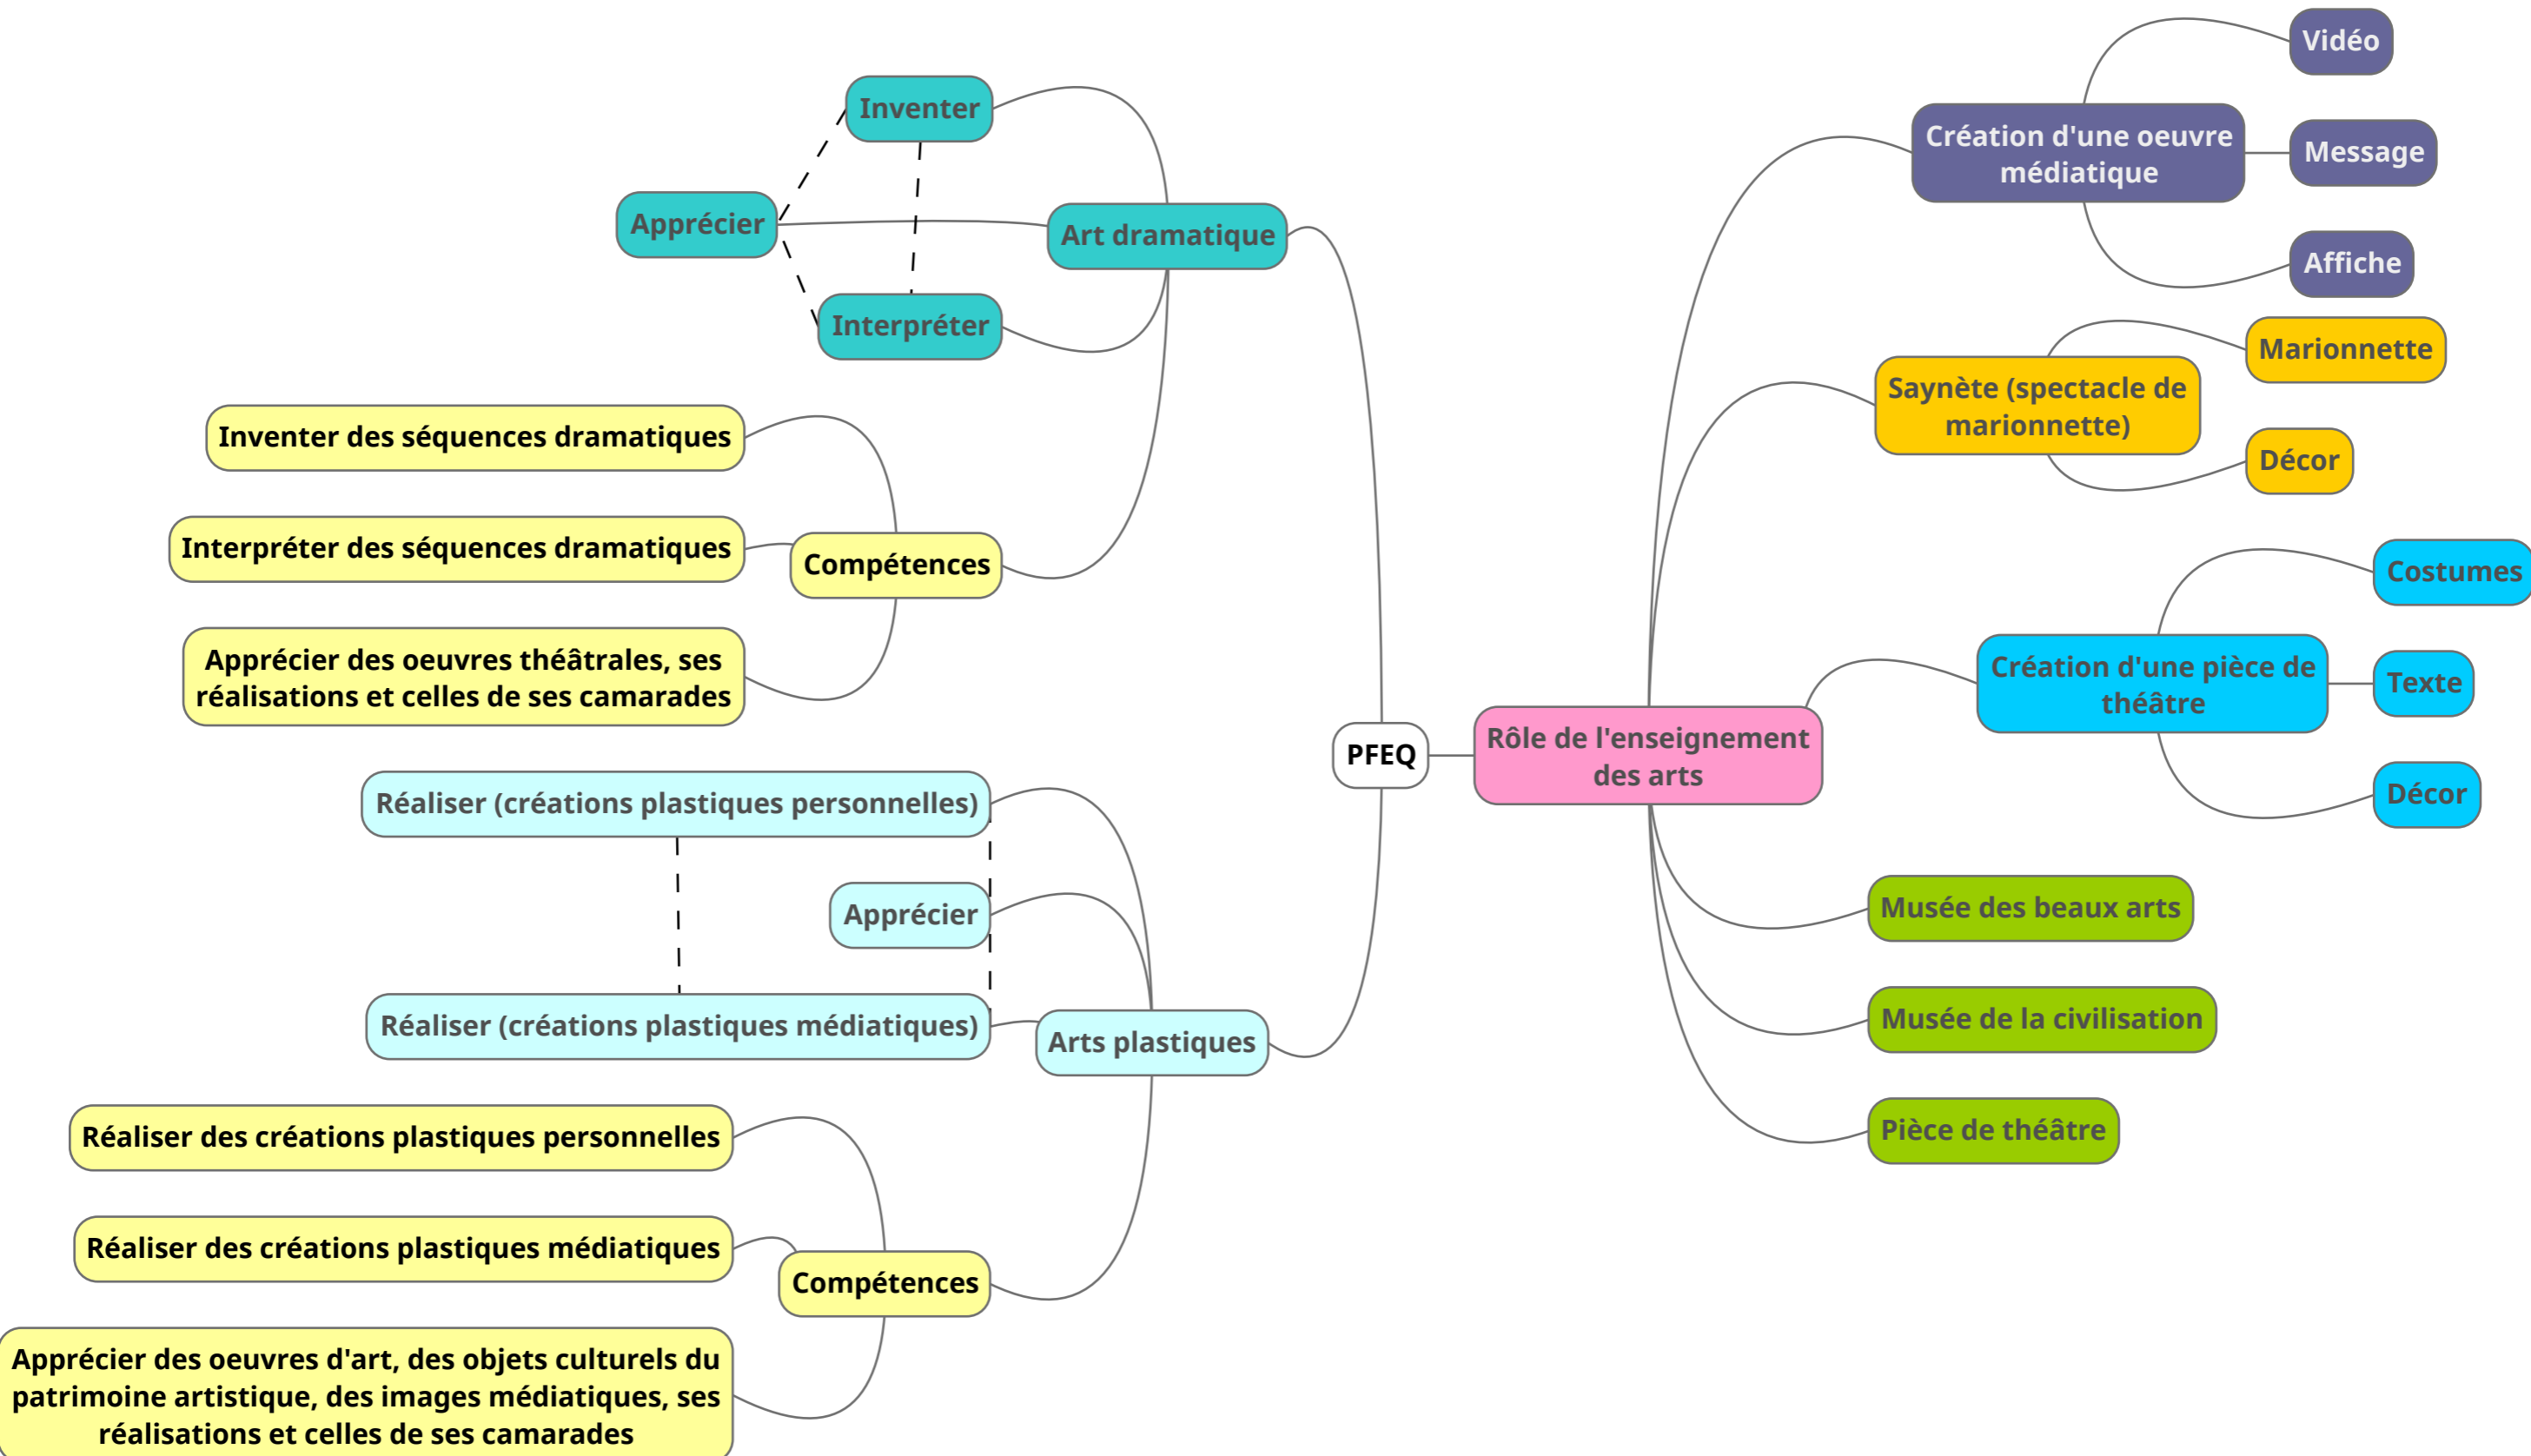 Inventer
Apprécier
Art dramatique
Interpréter
Inventer des séquences dramatiques
Interpréter des séquences dramatiques
Compétences
Apprécier des oeuvres théâtrales, ses
réalisations et celles de ses camarades
PFEQ
Réaliser (créations plastiques personnelles)
Apprécier
Réaliser (créations plastiques médiatiques)
Arts plastiques
Réaliser des créations plastiques personnelles
Réaliser des créations plastiques médiatiques
Compétences
Apprécier des oeuvres d'art, des objets culturels du
patrimoine artistique, des images médiatiques, ses
réalisations et celles de ses camarades
Rôle de l'enseignement
des arts
Vidéo
Création d'une oeuvre
médiatique
Message
Affiche
Marionnette
Saynète (spectacle de
marionnette)
Décor
Costumes
Création d'une pièce de
théâtre
Texte
Décor
Musée des beaux arts
Musée de la civilisation
Pièce de théâtre